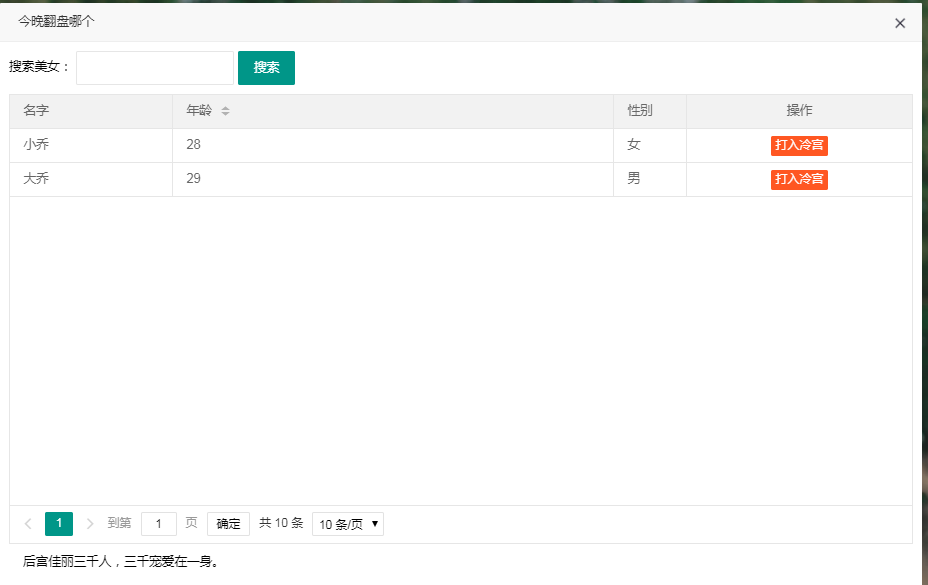 今晚翻盘哪个
搜索美女： 搜索
名字 年龄 性别 操作
小乔 28 女 打入冷宫
大乔 29 男 打入冷宫
1 到第 1 页 确定 共 10 条 10 条/页
后宫佳丽三千人，三千宠爱在一身。